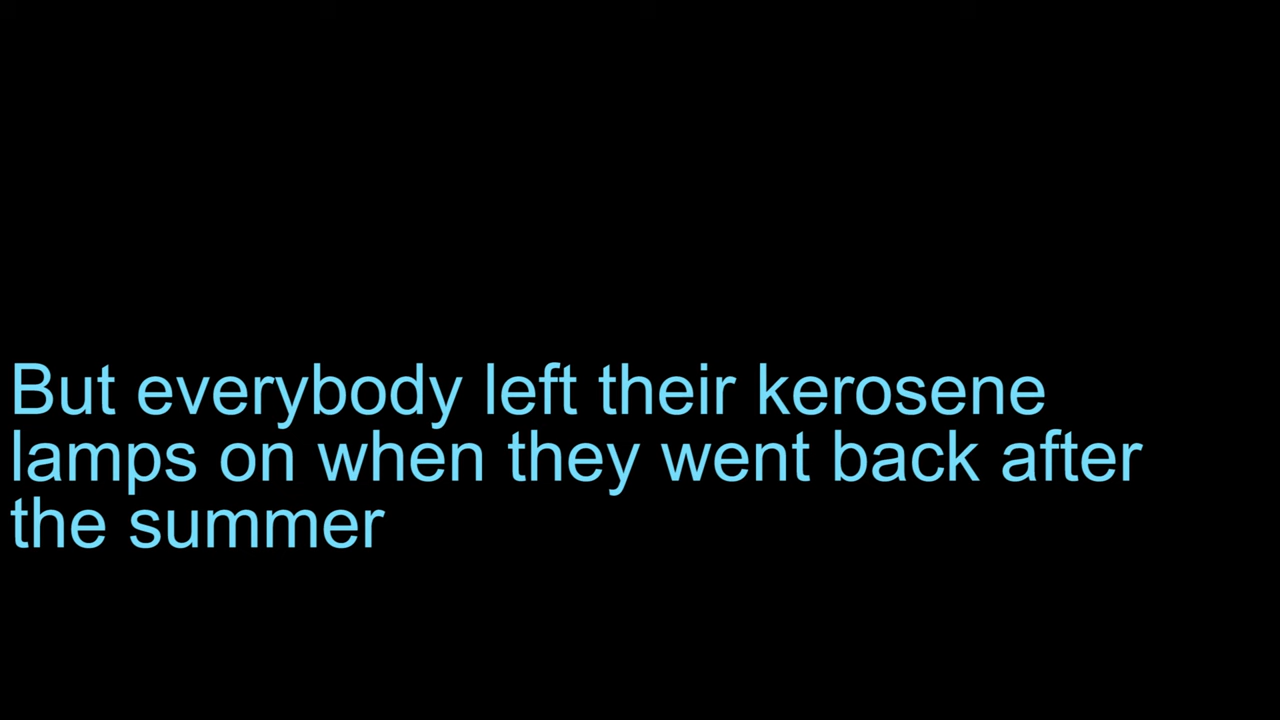 But everybody left their kerosene
lamps on when they went back after
the summer